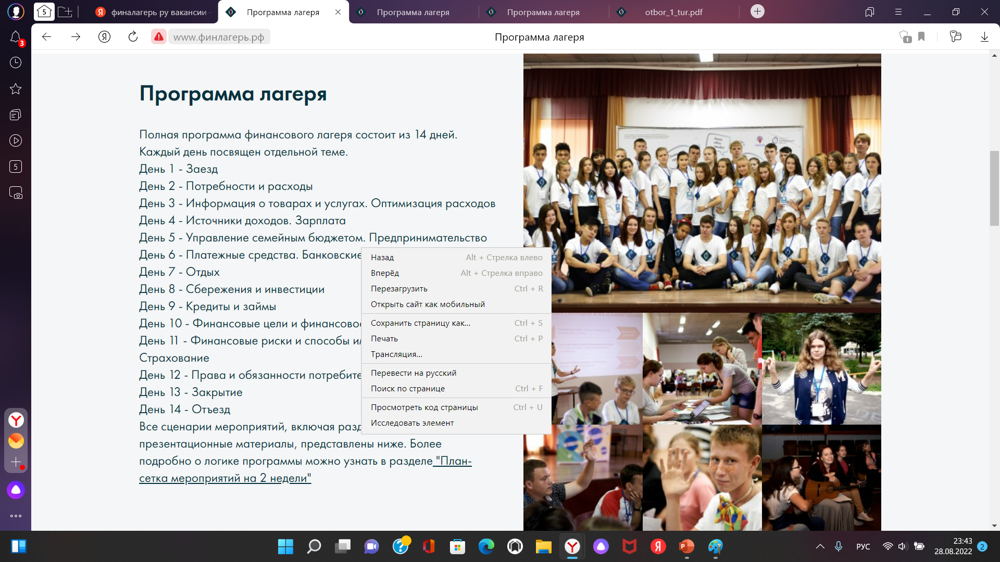 5
финалагерь ру вакансии -
Программа лагеря
Программа лагеря
Программа лагеря
otbor_1_tur.pdf
3
www.финлагерь.рф
Программа лагеря
1
5
Программа лагеря
Полная программа финансового лагеря состоит из 14 дней.
Каждый день посвящен отдельной теме.
День 1 - Заезд
День 2 - Потребности и расходы
День 3 - Информация о товарах и услугах. Оптимизация расходов
День 4 - Источники доходов. Зарплата
День 5 - Управление семейным бюджетом. Предпринимательство
День 6 - Платежные средства. Банковские
День 7 - Отдых
День 8 - Сбережения и инвестиции
День 9 - Кредиты и займы
День 10 - Финансовые цели и финансовое
День 11 - Финансовые риски и способы
Страхование
День 12 - Права и обязанности
День 13 - Закрытие
День 14 - Отъезд
Все сценарии мероприятий, включая
презентационные материалы, представлены ниже. Более
подробно о логике программы можно узнать в разделе "План-
сетка мероприятий на 2 недели"
Назад Alt + Стрелка влево
Вперёд Alt + Стрелка вправо
Перезагрузить Ctrl + R
Открыть сайт как мобильный
Сохранить страницу как... Ctrl + S
Печать Ctrl + P
Трансляция...
Перевести на русский
Поиск по странице Ctrl + F
Просмотреть код страницы Ctrl + U
Исследовать элемент
РУС
23:43
28.08.2022
2